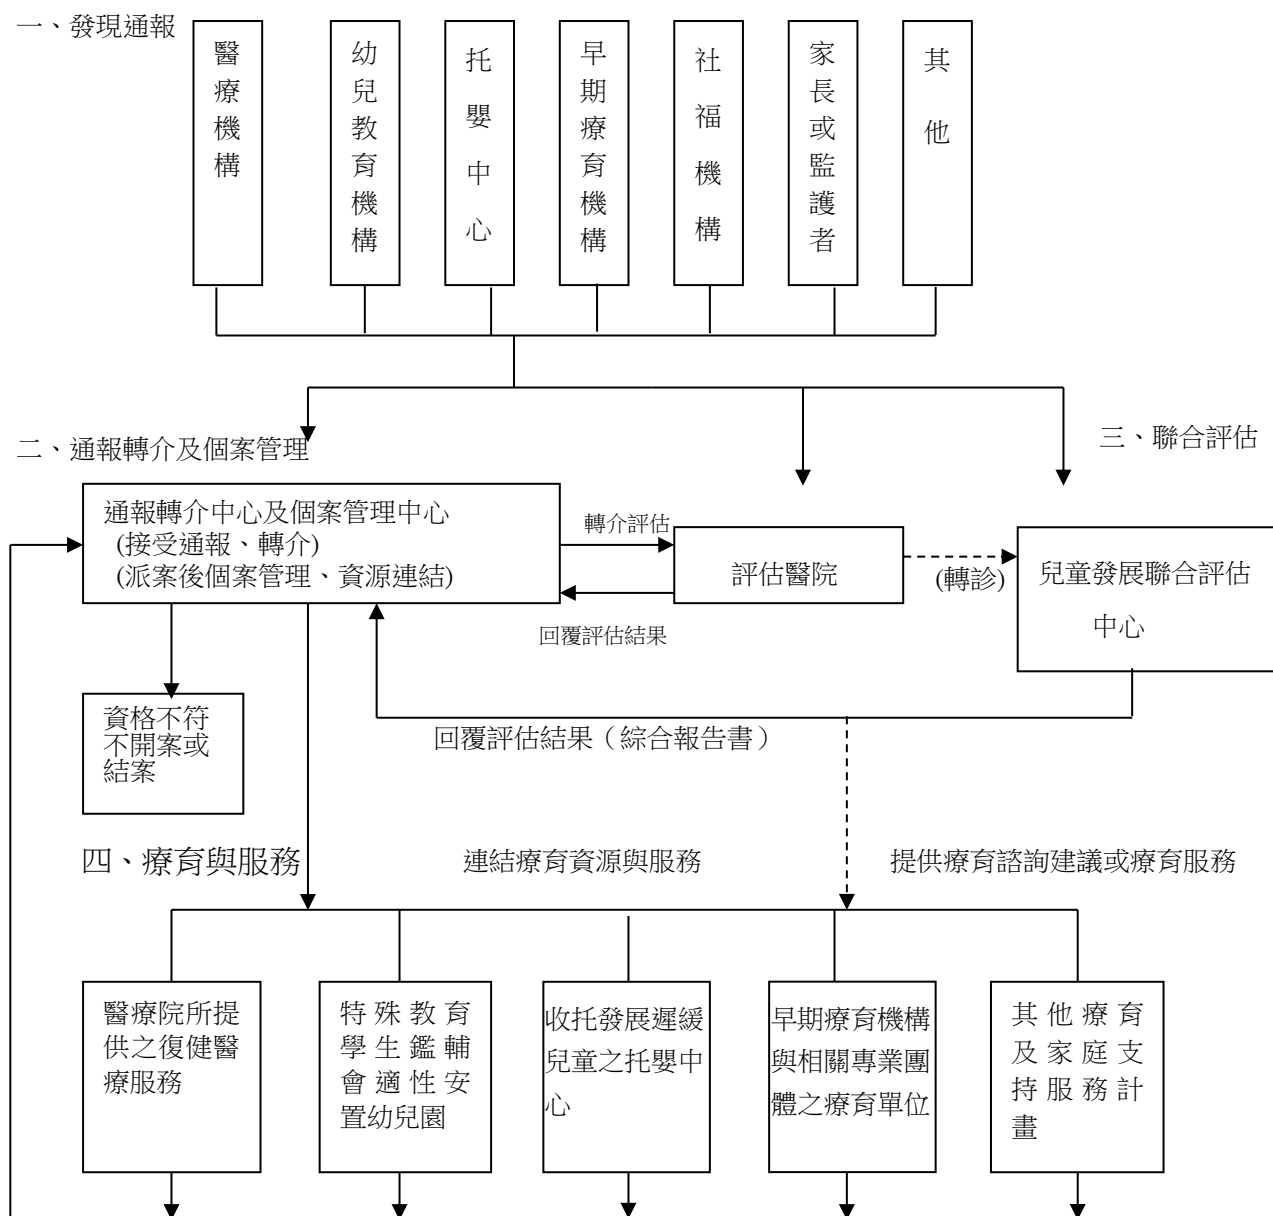 一、發現通報
醫療機構
幼兒教育機構
托嬰中心
早期療育機構
社福機構
家長或監護者
其他
二、通報轉介及個案管理
三、聯合評估
通報轉介中心及個案管理中心
(接受通報、轉介)
(派案後個案管理、資源連結)
轉介評估
回覆評估結果
評估醫院
(轉診)
兒童發展聯合評估
中心
資格不符
不開案或
結案
回覆評估結果（綜合報告書）
四、療育與服務
連結療育資源與服務
提供療育諮詢建議或療育服務
醫療院所提
供之復健醫
療服務
特殊教育
學生鑑輔
會適性安
置幼兒園
收托發展遲緩
兒童之托嬰中
心
早期療育機構
與相關專業團
體之療育單位
其他療育
及家庭支
持服務計
畫